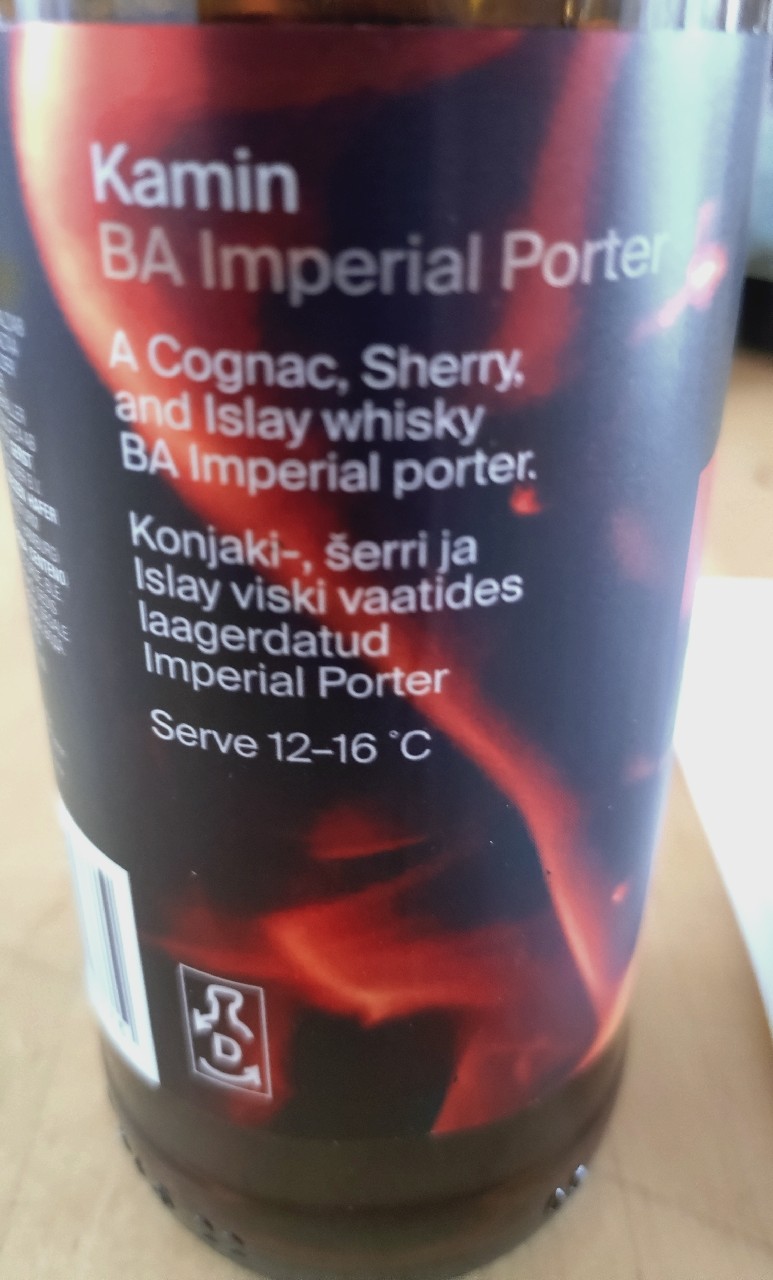 Kamin
BA Imperial Porter
A Cognac, Sherry,
and Islay whisky
BA Imperial porter.
Konjaki-, šerri ja
Islay viski vaatides
laagerdatud
Imperial Porter
Serve 12–16 °C
D